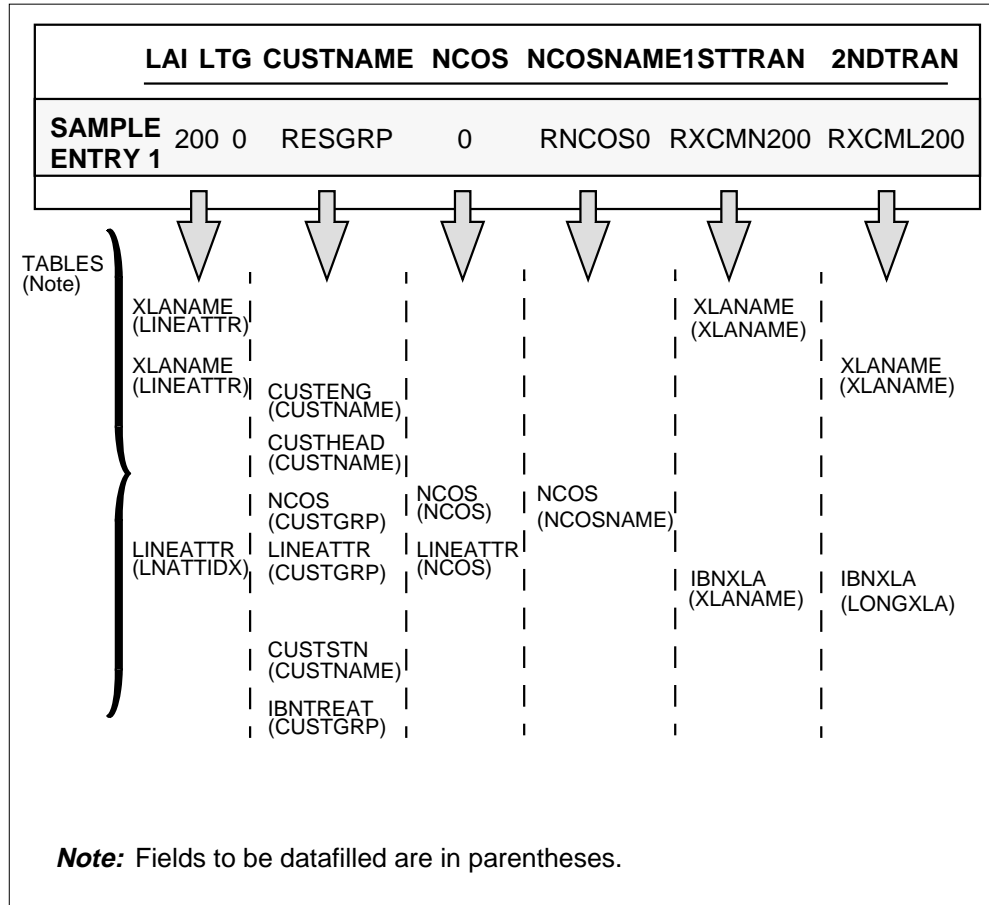 LAI LTG CUSTNAME NCOS NCOSNAME1STTRAN 2NDTRAN
SAMPLE ENTRY 1 200 0 RESGRP 0 RNCOS0 RXCMN200 RXCML200
TABLES
(Note)
XLANAME
(LINEATTR)
XLANAME
(LINEATTR)
LINEATTR
(LNATTIDX)
CUSTENG
(CUSTNAME)
CUSTHEAD
(CUSTNAME)
NCOS
(CUSTGRP)
LINEATTR
(CUSTGRP)
CUSTSTN
(CUSTNAME)
IBNTREAT
(CUSTGRP)
NCOS
(NCOS)
LINEATTR
(NCOS)
NCOS
(NCOSNAME)
XLANAME
(XLANAME)
IBNXLA
(XLANAME)
XLANAME
(XLANAME)
IBNXLA
(LONGXLA)
Note: Fields to be datafilled are in parentheses.